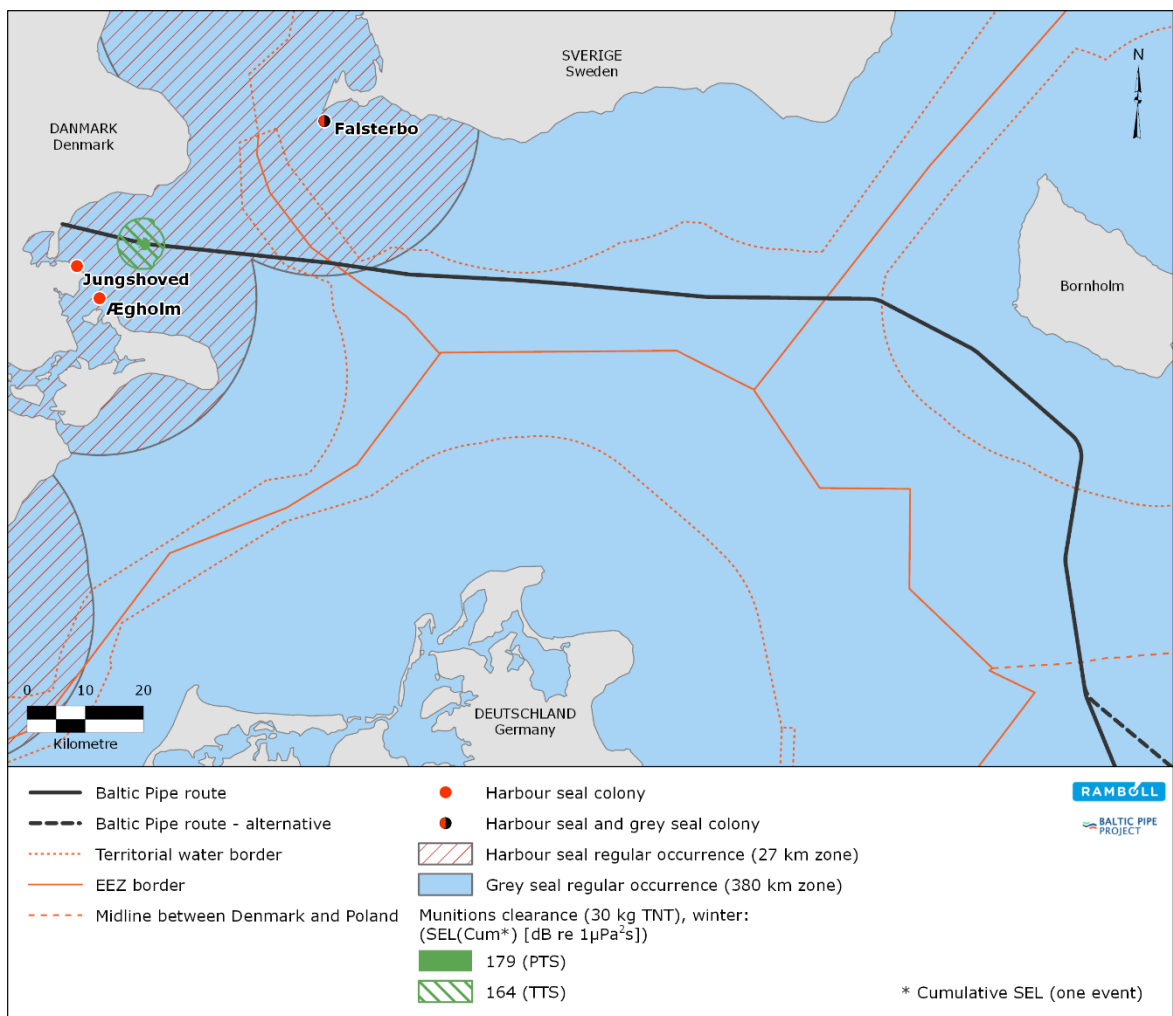 SVERIGE
Sweden
N
DANMARK
Denmark
Falsterbo
Jungshoved
Ægholm
Bornholm
0 10 20
Kilometre
DEUTSCHLAND
Germany
Baltic Pipe route
Baltic Pipe route - alternative
Territorial water border
EEZ border
Midline between Denmark and Poland
Harbour seal colony
Harbour seal and grey seal colony
Harbour seal regular occurrence (27 km zone)
Grey seal regular occurrence (380 km zone)
Munitions clearance (30 kg TNT), winter:
(SEL(Cum*) [dB re 1µPa²s])
179 (PTS)
164 (TTS)
RAMBOLL
BALTIC PIPE
PROJECT
* Cumulative SEL (one event)